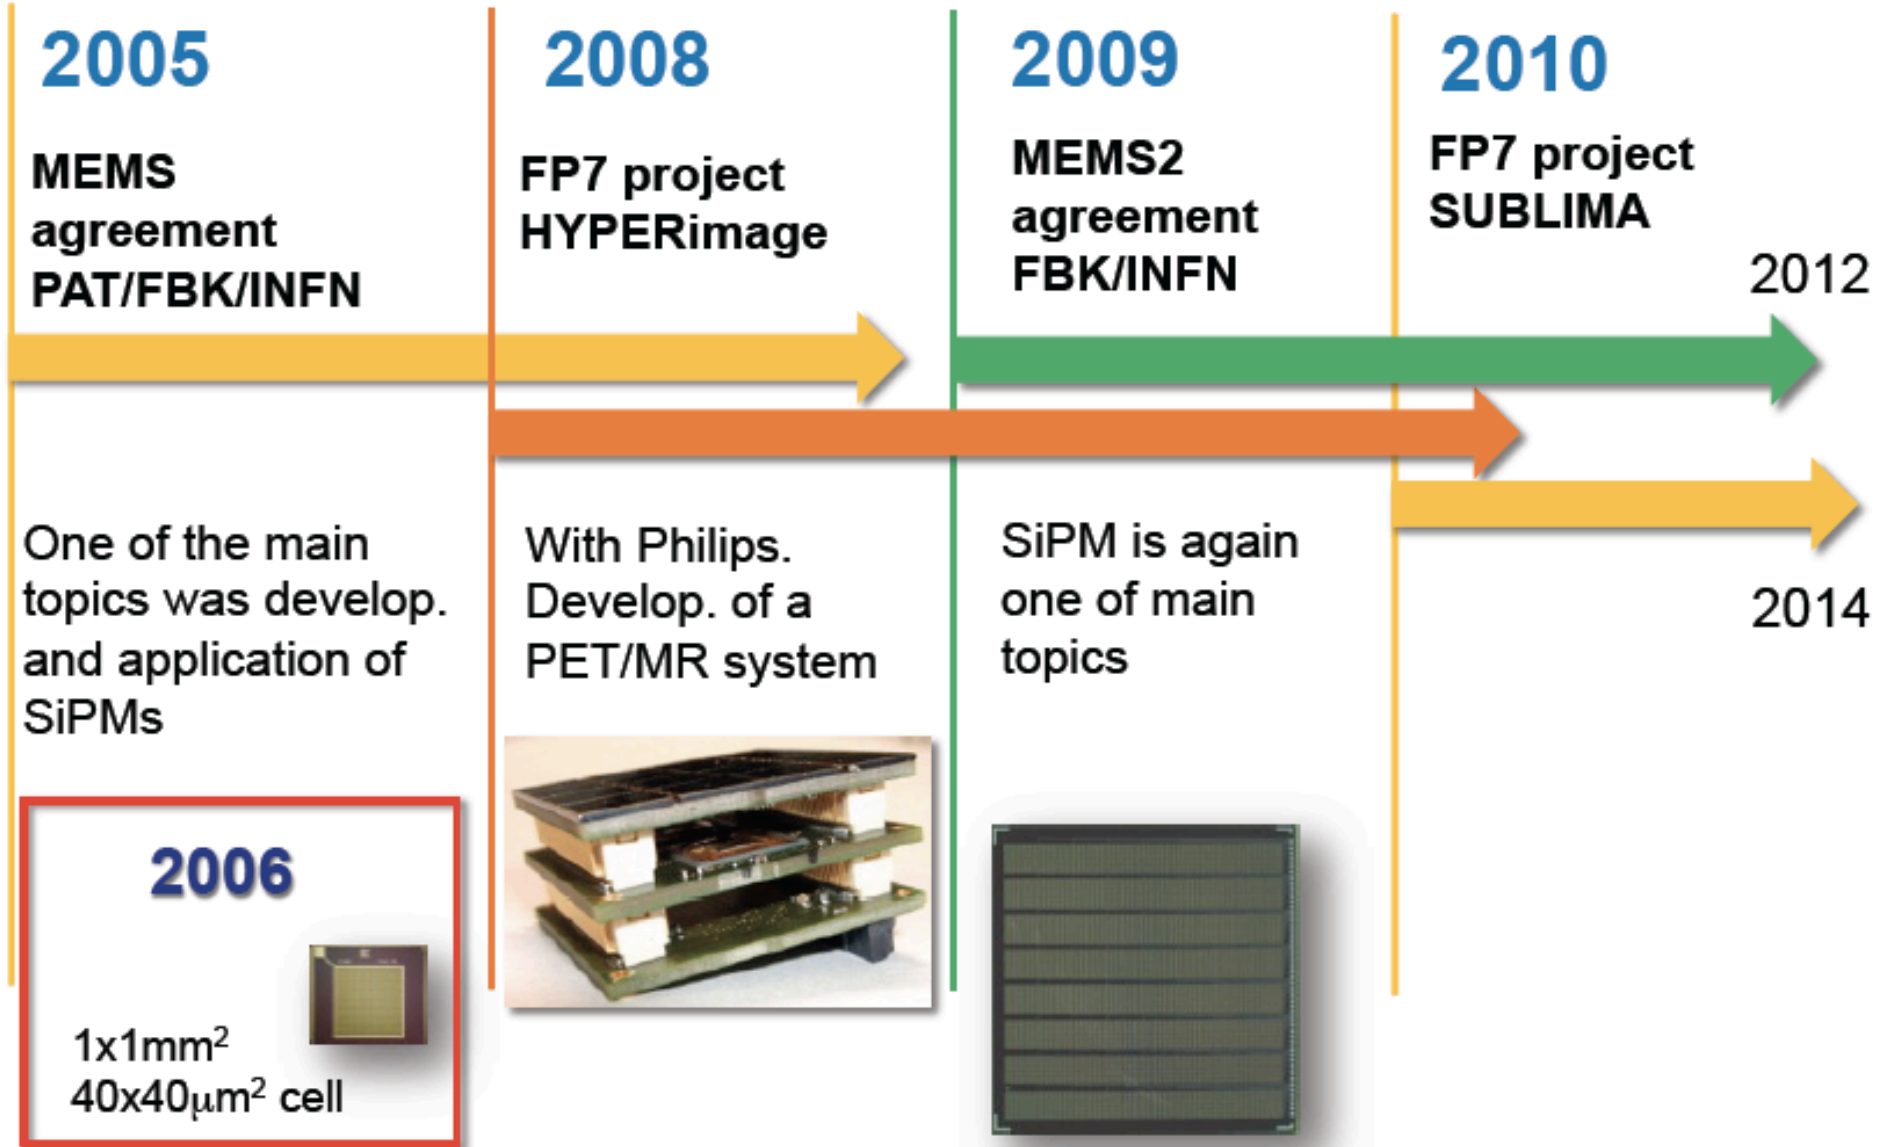 2005
MEMS
agreement
PAT/FBK/INFN
One of the main
topics was develop.
and application of
SiPMs
2006
1x1mm²
40x40μm² cell
2008
FP7 project
HYPERimage
With Philips.
Develop. of a
PET/MR system
2009
MEMS2
agreement
FBK/INFN
SiPM is again
one of main
topics
2010
FP7 project
SUBLIMA
2012
2014